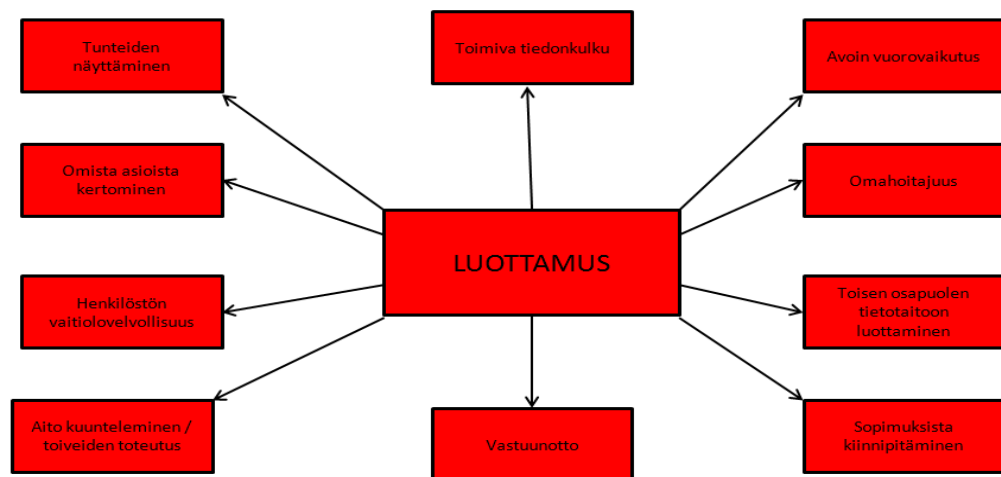 Tunteiden
näyttäminen
Toimiva tiedonkulku
Avoin vuorovaikutus
Omista asioista
kertominen
Omahoitajuus
LUOTTAMUS
Henkilöstön
vaitiolovelvollisuus
Toisen osapuolen
tietotaitoon
luottaminen
Aito kuunteleminen /
toiveiden toteutus
Vastuunotto
Sopimuksista
kiinnipitäminen